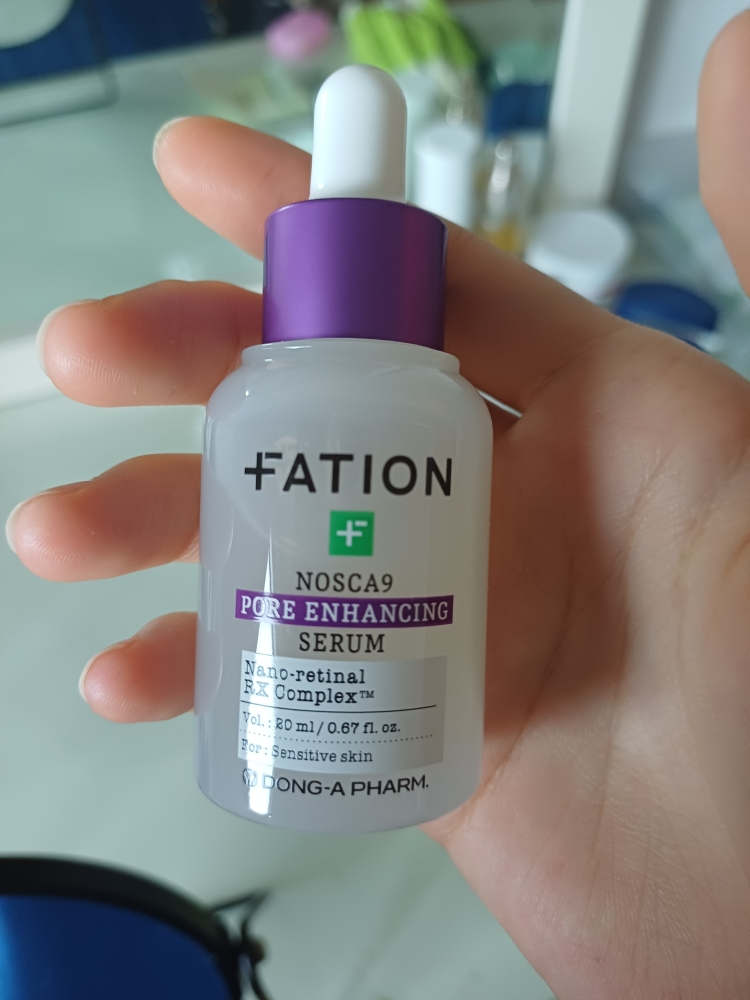 FATION
NOSCA9
PORE ENHANCING
SERUM
Nano-retinal
RX Complex™
Vol. : 20 ml / 0.67 fl. oz.
For : Sensitive skin
DONG-A PHARM.